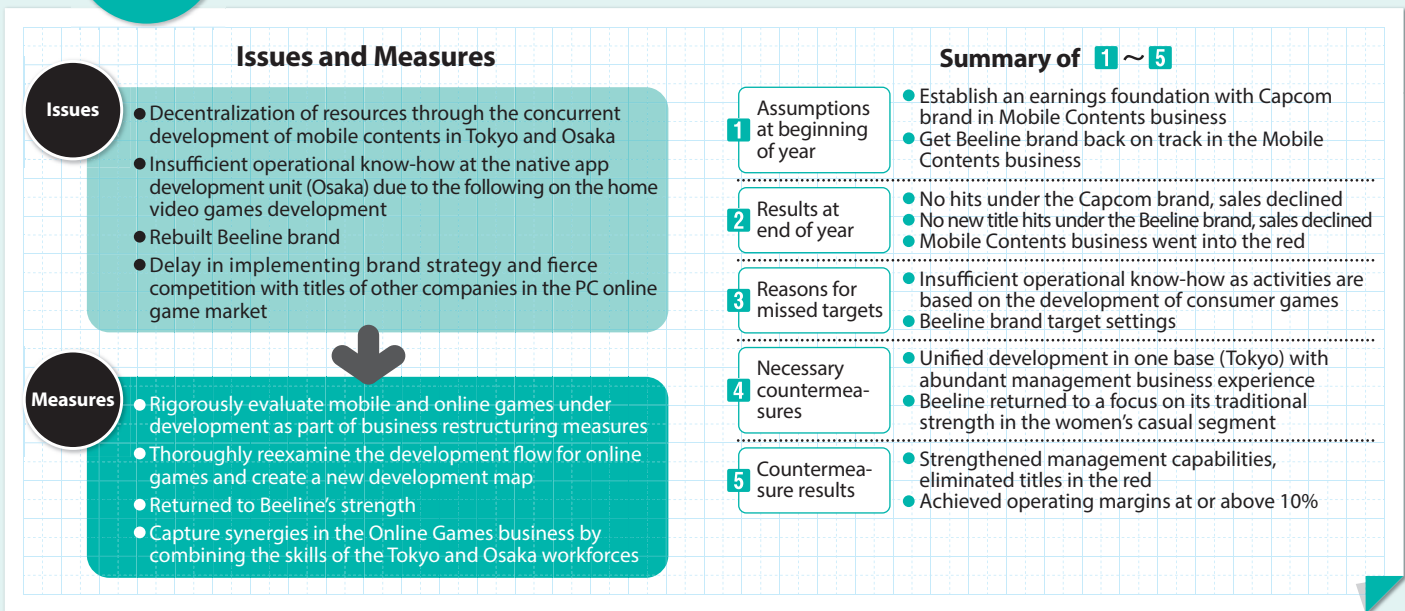 Issues and Measures
Issues
● Decentralization of resources through the concurrent
development of mobile contents in Tokyo and Osaka
● Insufficient operational know-how at the native app
development unit (Osaka) due to the following on the home
video games development
● Rebuilt Beeline brand
● Delay in implementing brand strategy and fierce
competition with titles of other companies in the PC online
game market
Measures
● Rigorously evaluate mobile and online games under
development as part of business restructuring measures
● Thoroughly reexamine the development flow for online
games and create a new development map
● Returned to Beeline's strength
● Capture synergies in the Online Games business by
combining the skills of the Tokyo and Osaka workforces
Summary of 1 ~ 5
1
Assumptions
at beginning
of year
● Establish an earnings foundation with Capcom
brand in Mobile Contents business
● Get Beeline brand back on track in the Mobile
Contents business
2
Results at
end of year
● No hits under the Capcom brand, sales declined
● No new title hits under the Beeline brand, sales declined
● Mobile Contents business went into the red
3
Reasons for
missed targets
● Insufficient operational know-how as activities are
based on the development of consumer games
● Beeline brand target settings
4
Necessary
countermea-
sures
● Unified development in one base (Tokyo) with
abundant management business experience
● Beeline returned to a focus on its traditional
strength in the women's casual segment
5
Countermea-
sure results
● Strengthened management capabilities,
eliminated titles in the red
● Achieved operating margins at or above 10%